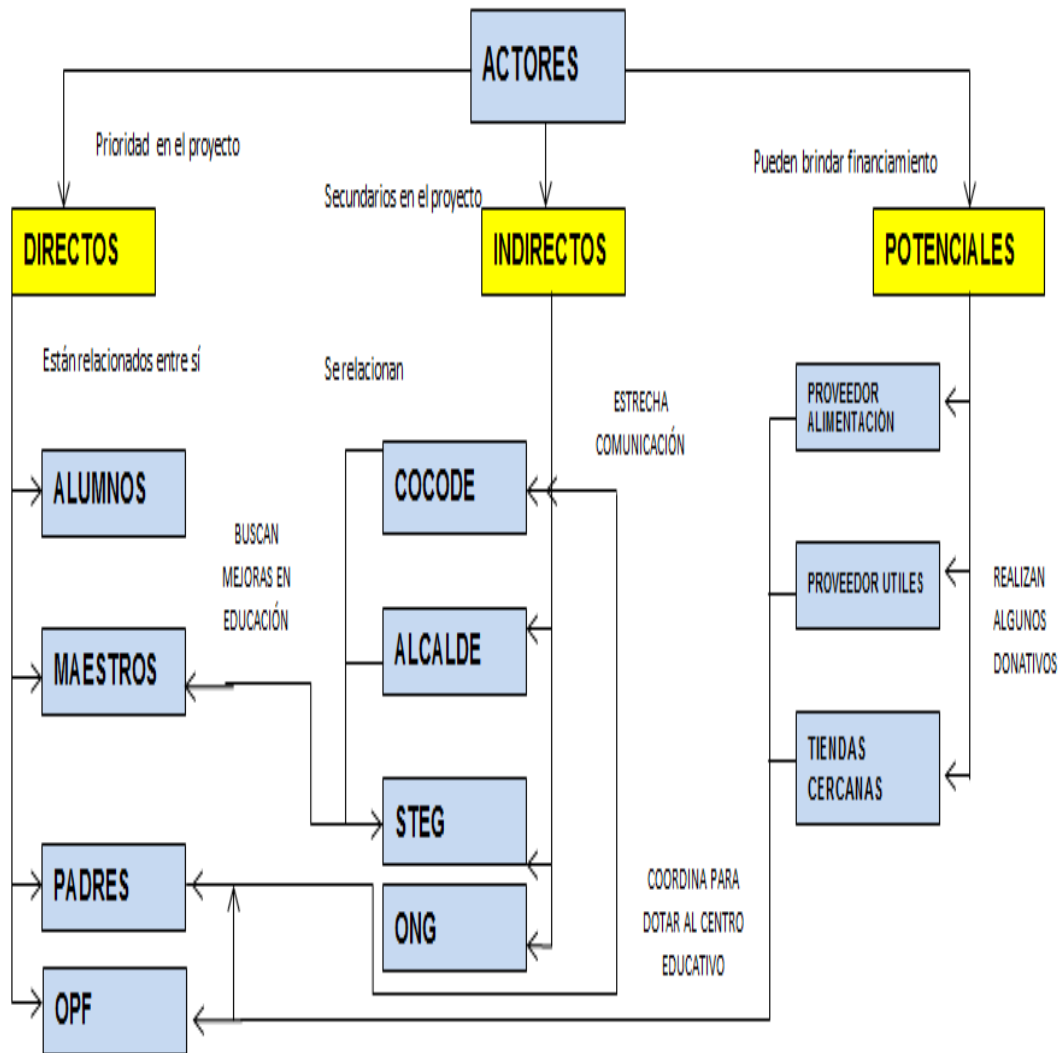 ACTORES
Prioridad en el proyecto
Secundarios en el proyecto
Pueden brindar financiamiento
DIRECTOS
INDIRECTOS
POTENCIALES
Están relacionados entre sí
Se relacionan
ESTRECHA
COMUNICACIÓN
PROVEEDOR
ALIMENTACIÓN
ALUMNOS
COCODE
BUSCAN
MEJORAS EN
EDUCACIÓN
PROVEEDOR UTILES
REALIZAN
ALGUNOS
DONATIVOS
MAESTROS
ALCALDE
TIENDAS
CERCANAS
STEG
PADRES
ONG
COORDINA PARA
DOTAR AL CENTRO
EDUCATIVO
OPF